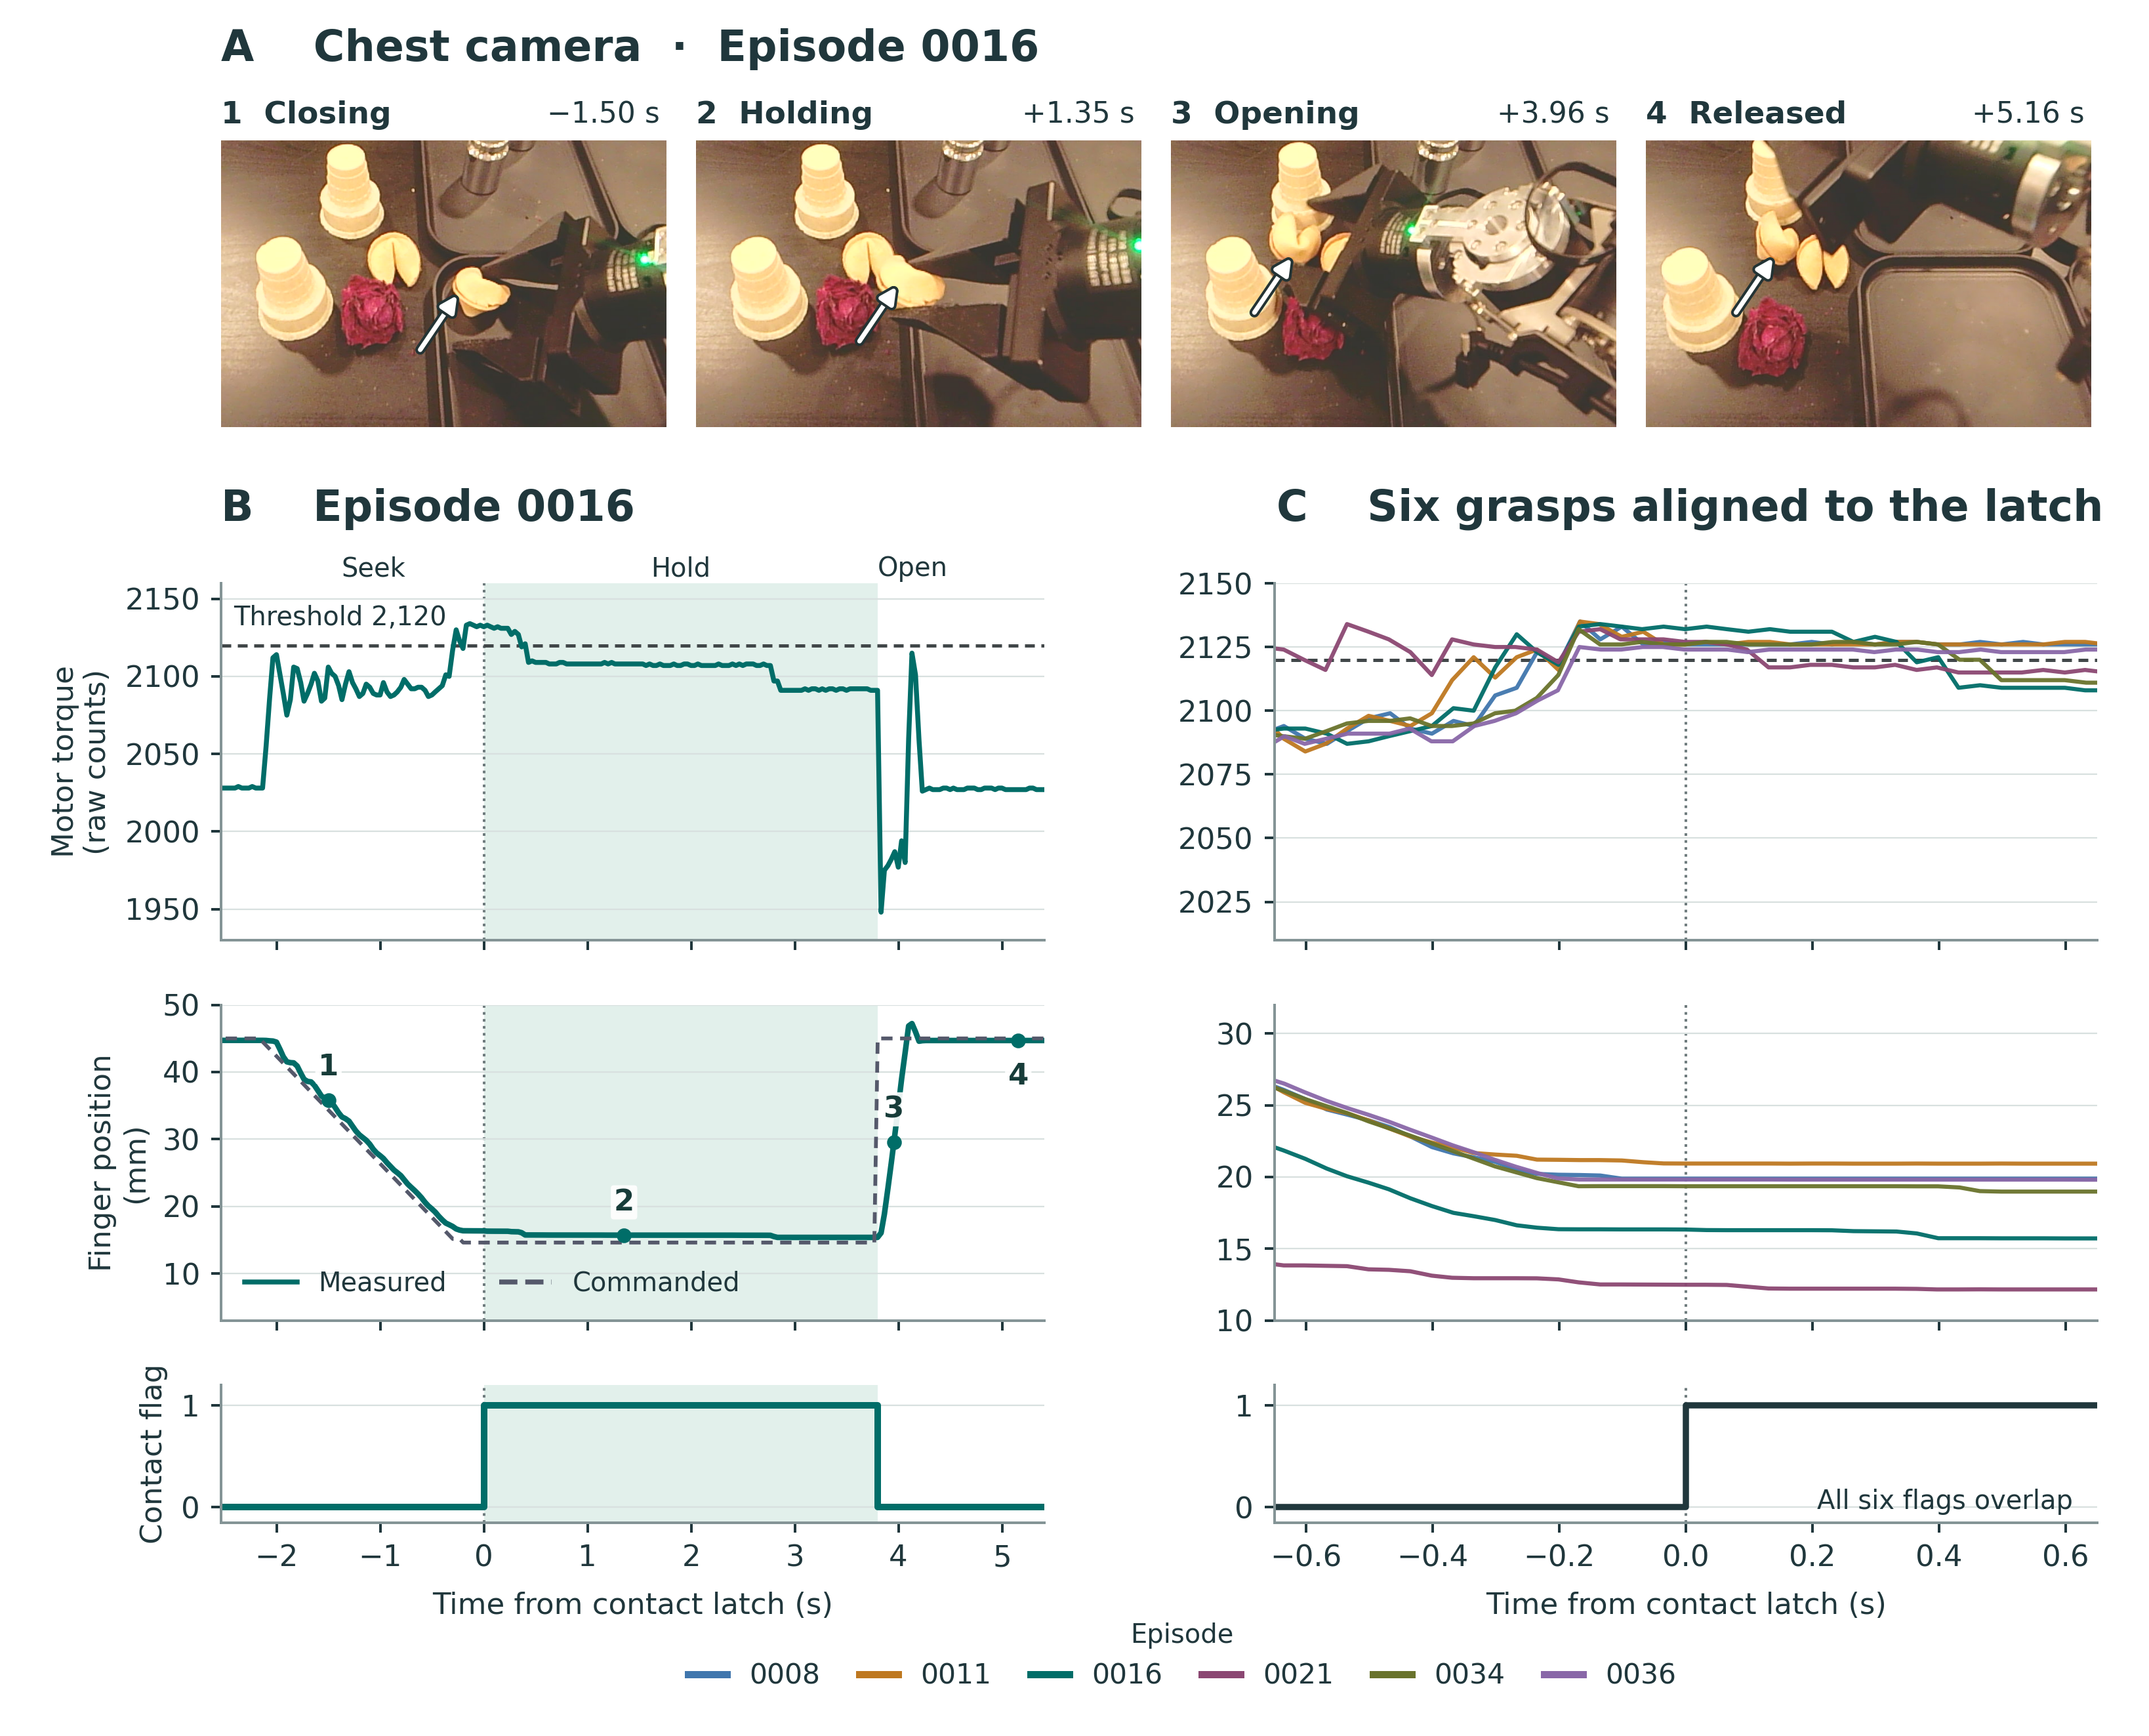 A Chest camera · Episode 0016
1 Closing −1.50 s
2 Holding +1.35 s
3 Opening +3.96 s
4 Released +5.16 s
B Episode 0016
Seek Hold Open
Threshold 2,120
2150
2100
2050
2000
1950
Motor torque
(raw counts)
50
40
30
20
10
Finger position
(mm)
1
2
3
4
Measured Commanded
1
0
Contact flag
−2 −1 0 1 2 3 4 5
Time from contact latch (s)
C Six grasps aligned to the latch
2150
2125
2100
2075
2050
2025
30
25
20
15
10
1
0
All six flags overlap
−0.6 −0.4 −0.2 0.0 0.2 0.4 0.6
Time from contact latch (s)
Episode
0008 0011 0016 0021 0034 0036